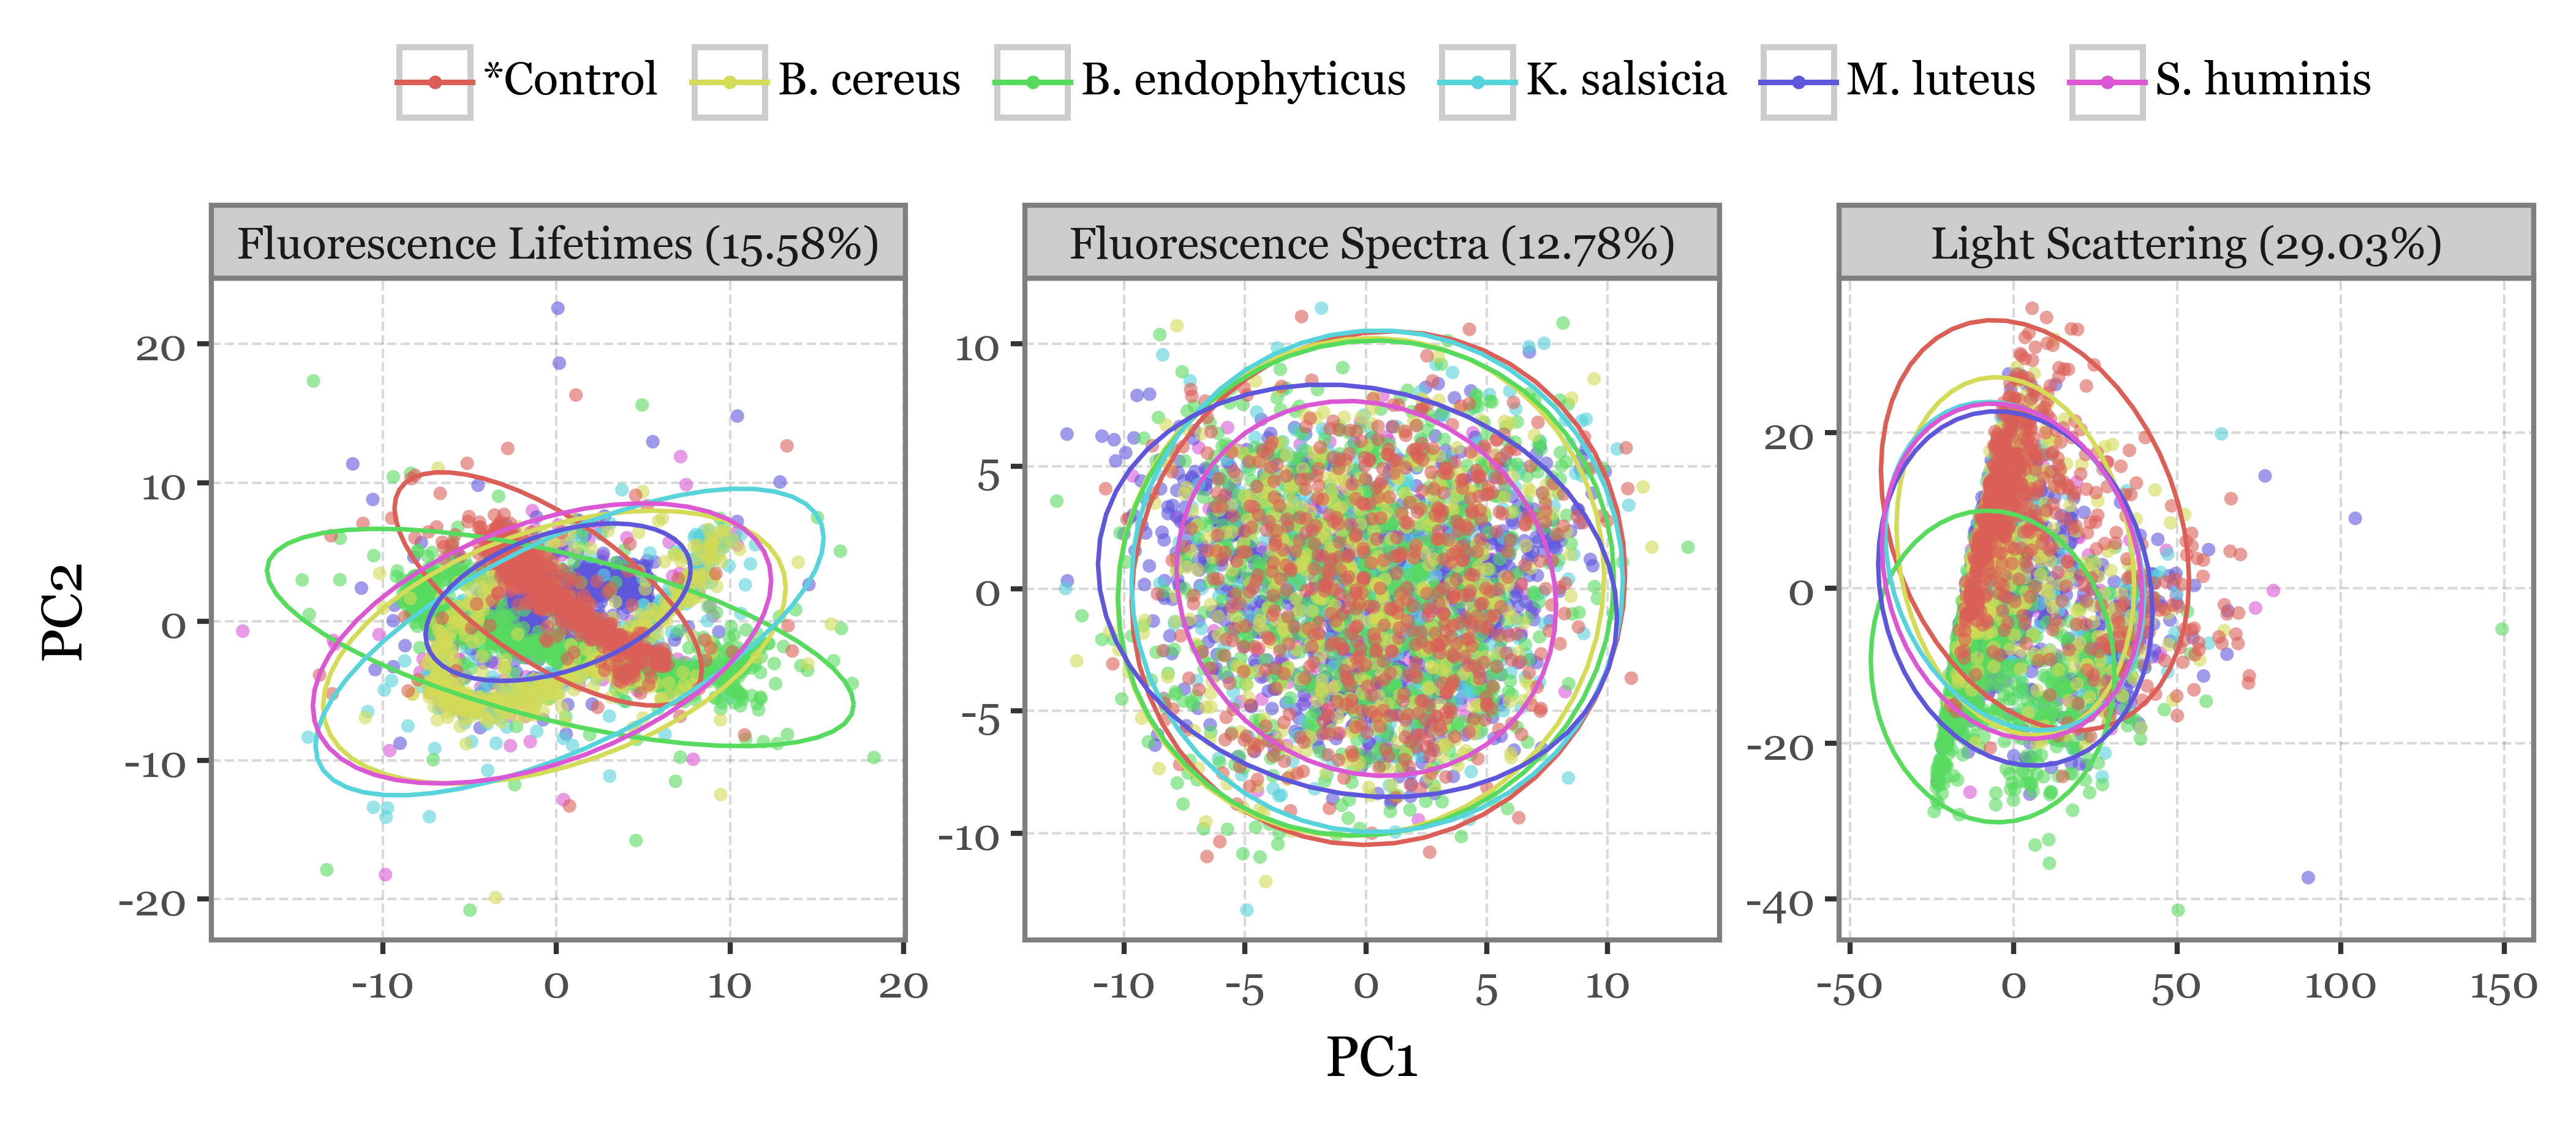 *Control B. cereus B. endophyticus K. salsicia M. luteus S. huminis
Fluorescence Lifetimes (15.58%) Fluorescence Spectra (12.78%) Light Scattering (29.03%)
PC2
20
10
0
-10
-20
-10 0 10 20
10
5
0
-5
-10
-10 -5 0 5 10
20
0
-20
-40
-50 0 50 100 150
PC1